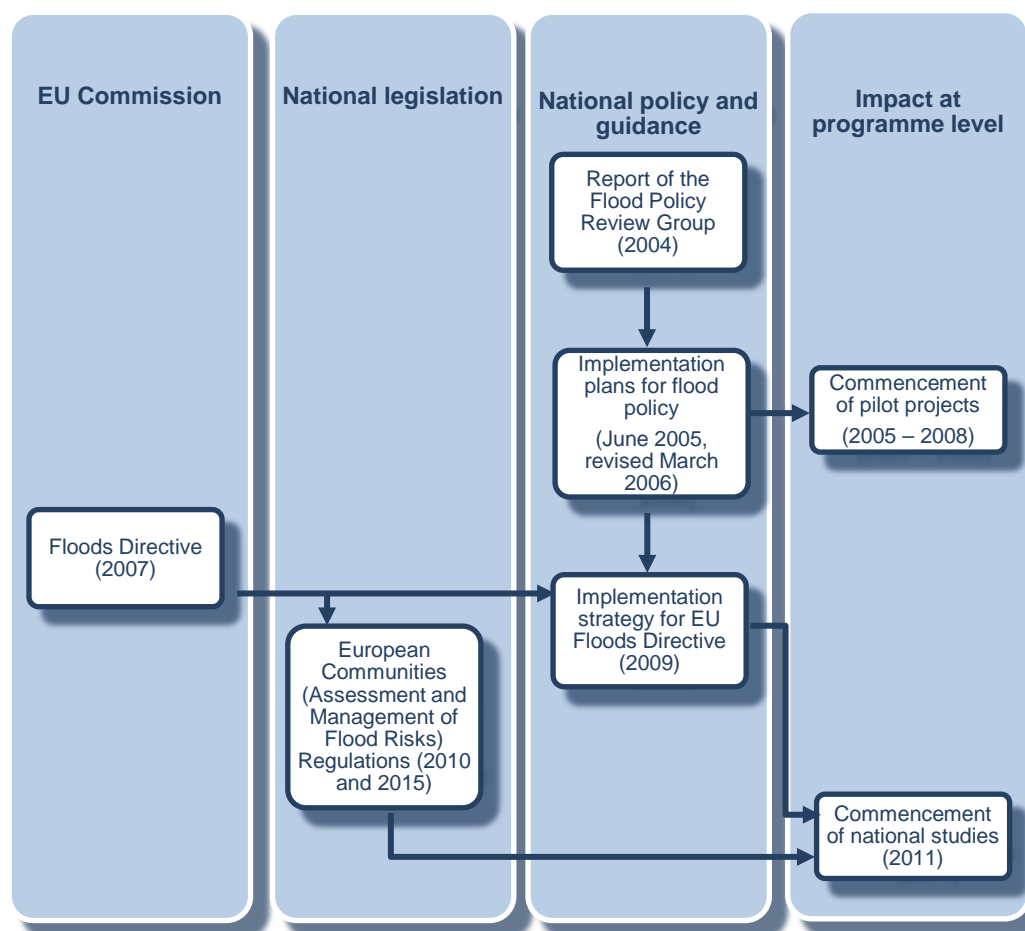 EU Commission
National legislation
National policy and
guidance
Impact at
programme level
Report of the
Flood Policy
Review Group
(2004)
Implementation
plans for flood
policy
(June 2005,
revised March
2006)
Commencement
of pilot projects
(2005 – 2008)
Floods Directive
(2007)
European
Communities
(Assessment and
Management of
Flood Risks)
Regulations (2010
and 2015)
Implementation
strategy for EU
Floods Directive
(2009)
Commencement
of national studies
(2011)